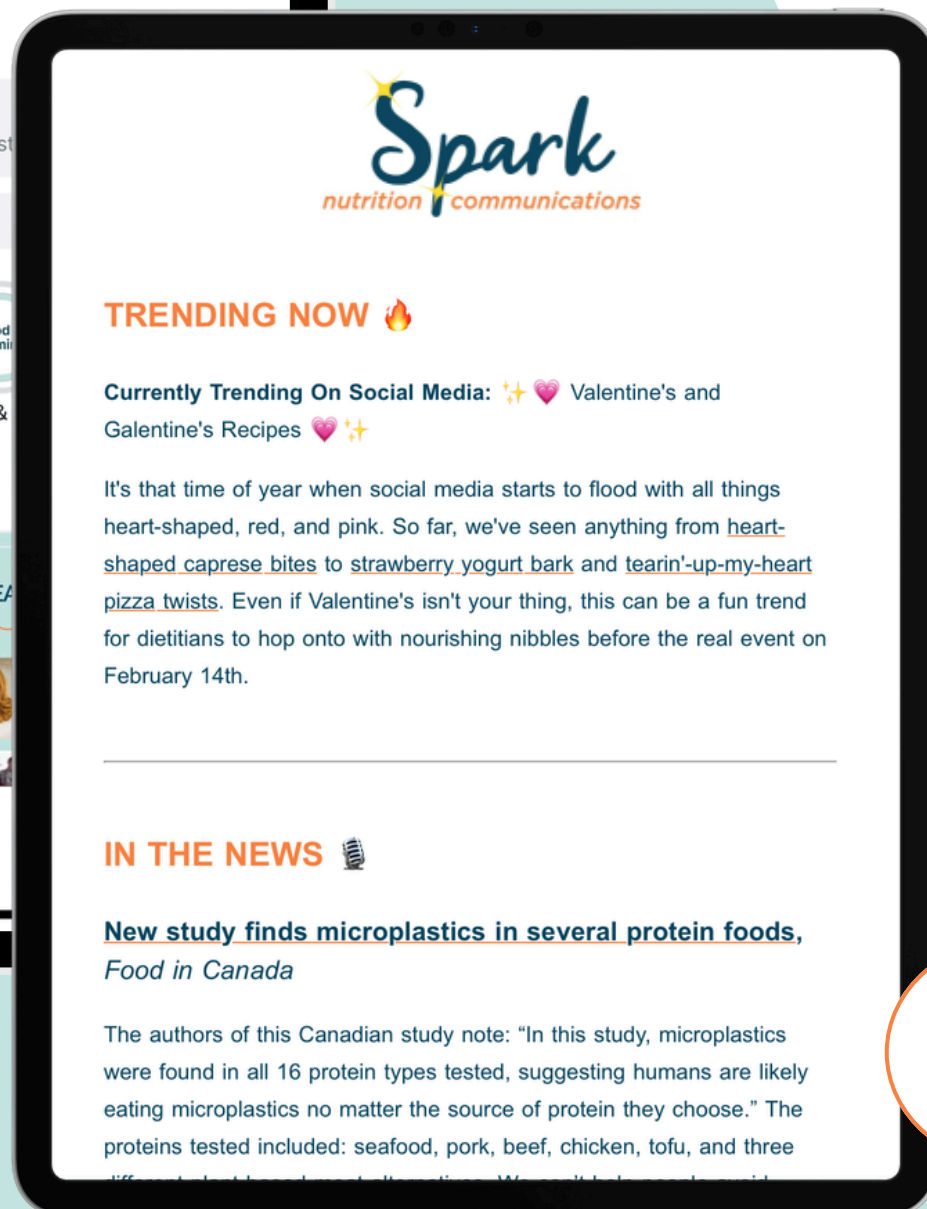 Spark
nutrition communications
TRENDING NOW 🔥
Currently Trending On Social Media: ✨ 💗 Valentine's and
Galentine's Recipes 💗 ✨
It's that time of year when social media starts to flood with all things
heart-shaped, red, and pink. So far, we've seen anything from heart-
shaped caprese bites to strawberry yogurt bark and tearin'-up-my-heart
pizza twists. Even if Valentine's isn't your thing, this can be a fun trend
for dietitians to hop onto with nourishing nibbles before the real event on
February 14th.
IN THE NEWS 🎙️
New study finds microplastics in several protein foods,
Food in Canada
The authors of this Canadian study note: “In this study, microplastics
were found in all 16 protein types tested, suggesting humans are likely
eating microplastics no matter the source of protein they choose.” The
proteins tested included: seafood, pork, beef, chicken, tofu, and three